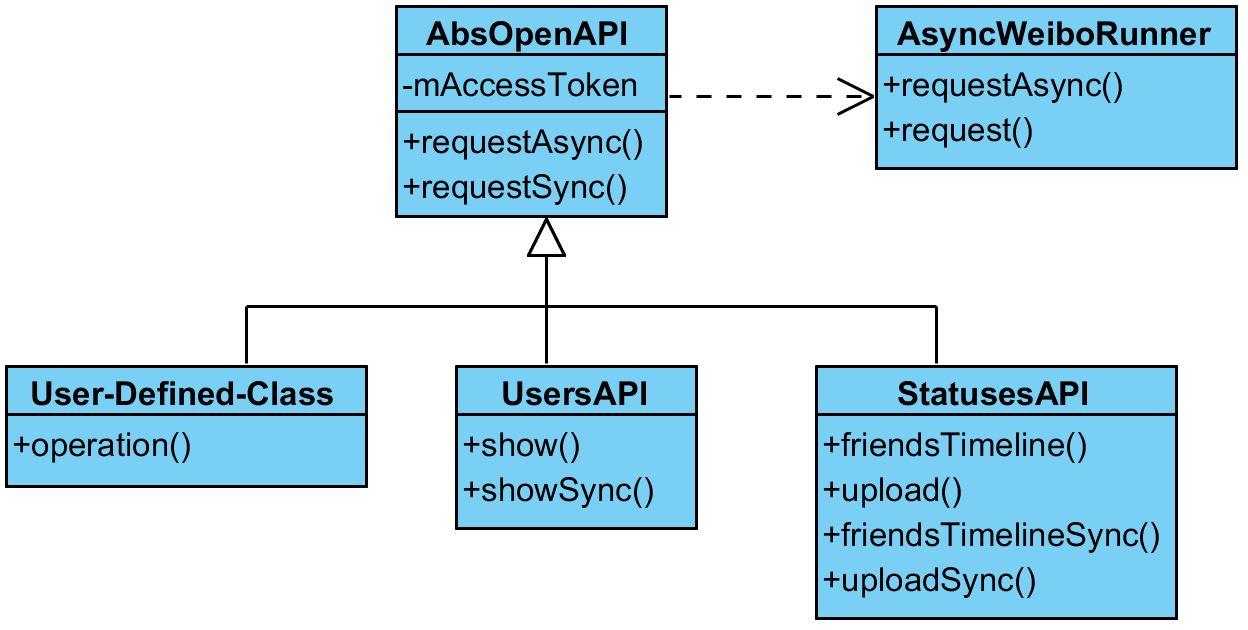 AbsOpenAPI
-mAccessToken
+requestAsync()
+requestSync()
AsyncWeiboRunner
+requestAsync()
+request()
User-Defined-Class
+operation()
UsersAPI
+show()
+showSync()
StatusesAPI
+friendsTimeline()
+upload()
+friendsTimelineSync()
+uploadSync()